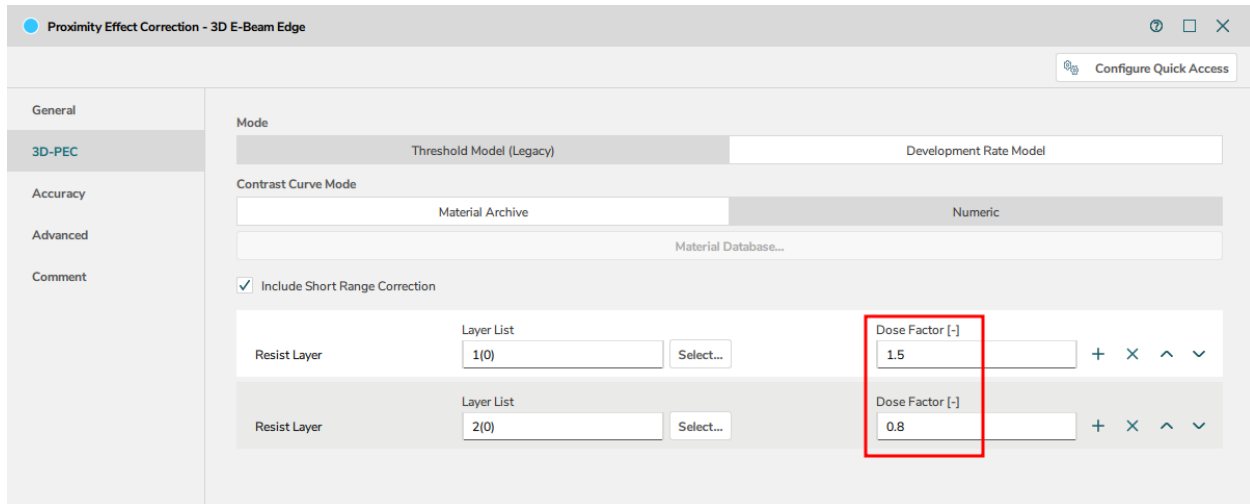 Proximity Effect Correction - 3D E-Beam Edge
Configure Quick Access
General
3D-PEC
Accuracy
Advanced
Comment
Mode
Threshold Model (Legacy) Development Rate Model
Contrast Curve Mode
Material Archive Numeric
Material Database...
Include Short Range Correction
Layer List Dose Factor [-]
Resist Layer 1(0) Select... 1.5
Layer List Dose Factor [-]
Resist Layer 2(0) Select... 0.8